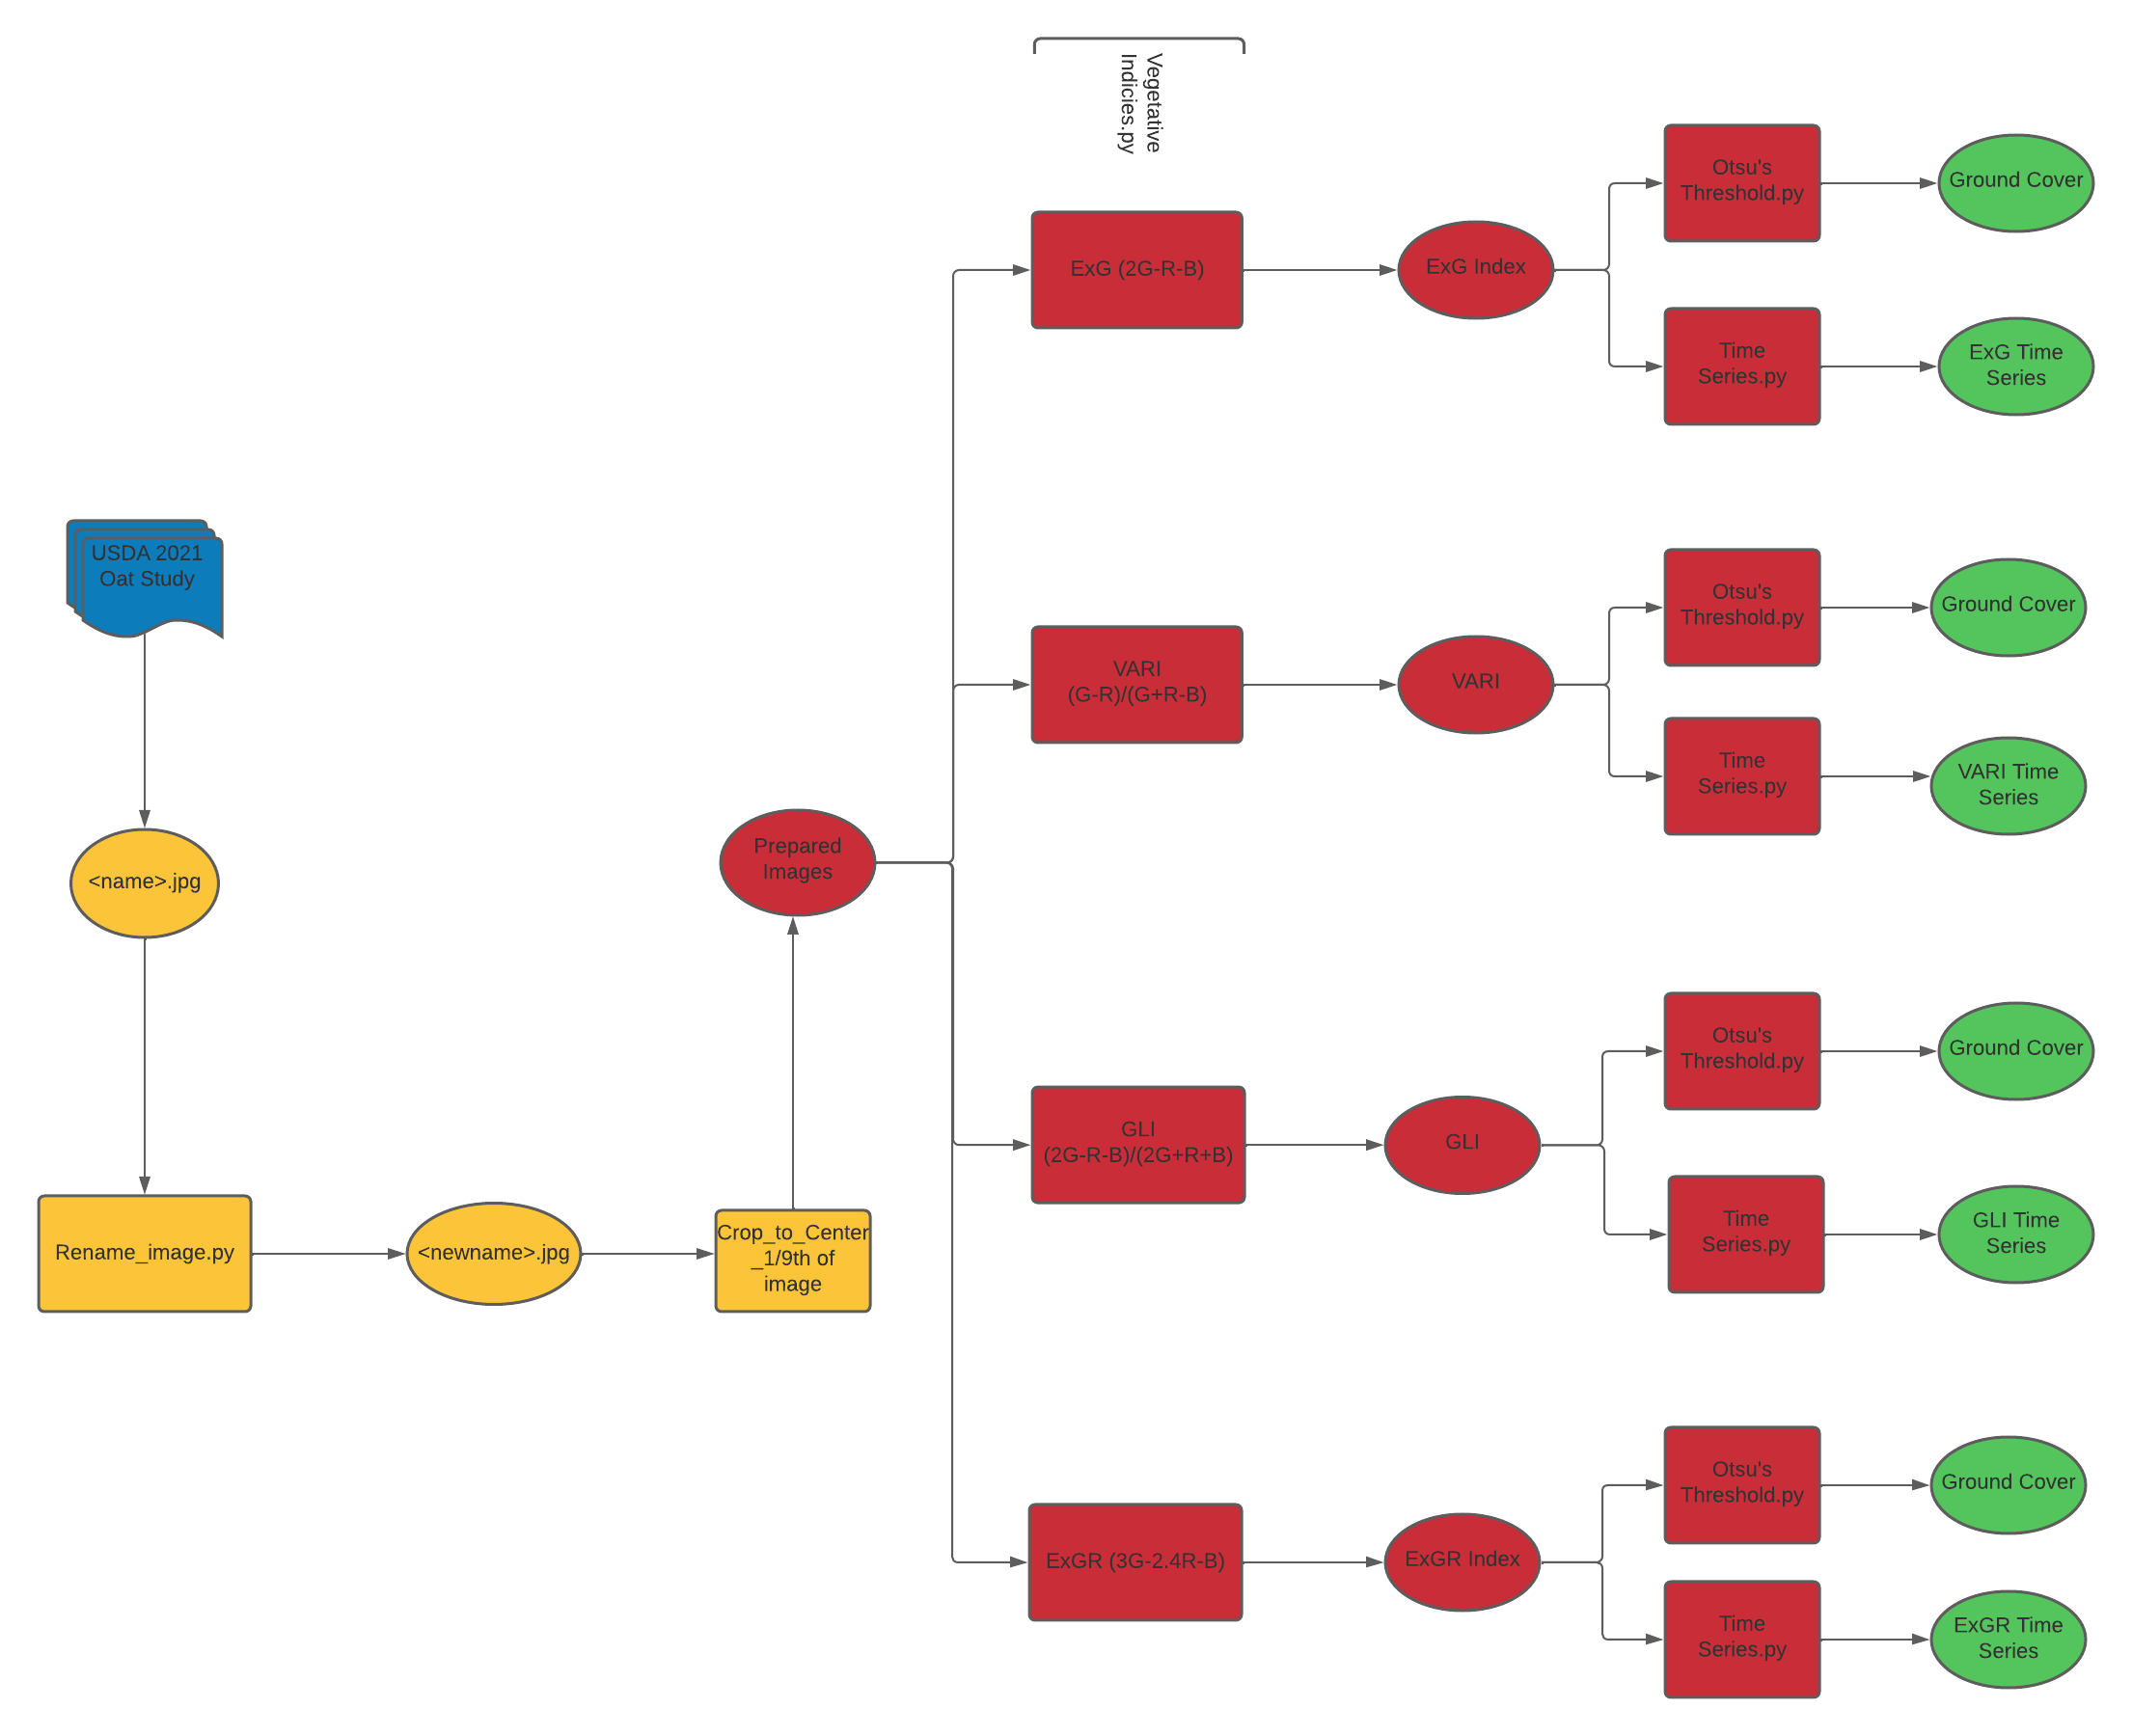 Vegetative
Indicies.py
Otsu's
Threshold.py
Ground Cover
ExG (2G-R-B)
ExG Index
Time
Series.py
ExG Time
Series
USDA 2021
Oat Study
Otsu's
Threshold.py
Ground Cover
VARI
(G-R)/(G+R-B)
VARI
Time
Series.py
VARI Time
Series
Prepared
Images
<name>.jpg
Otsu's
Threshold.py
Ground Cover
GLI
(2G-R-B)/(2G+R+B)
GLI
Time
Series.py
GLI Time
Series
Rename_image.py
<newname>.jpg
Crop_to_Center
_1/9th of
image
Otsu's
Threshold.py
Ground Cover
ExGR (3G-2.4R-B)
ExGR Index
Time
Series.py
ExGR Time
Series